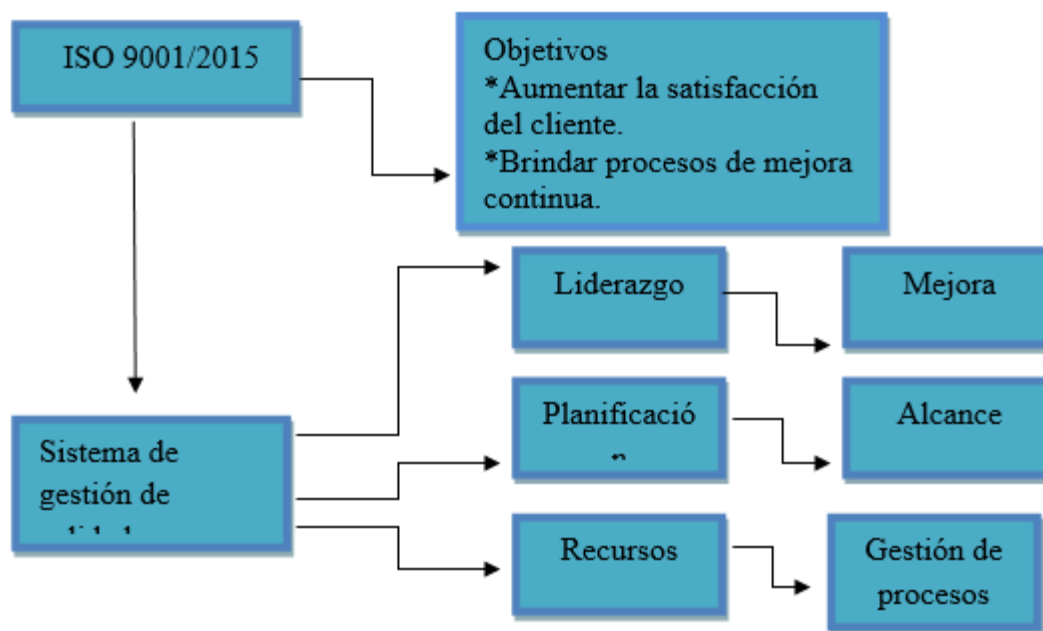 ISO 9001/2015
Objetivos
*Aumentar la satisfacción
del cliente.
*Brindar procesos de mejora
continua.
Liderazgo
Mejora
Planificació
n
Alcance
Sistema de
gestión de
Recursos
Gestión de
procesos